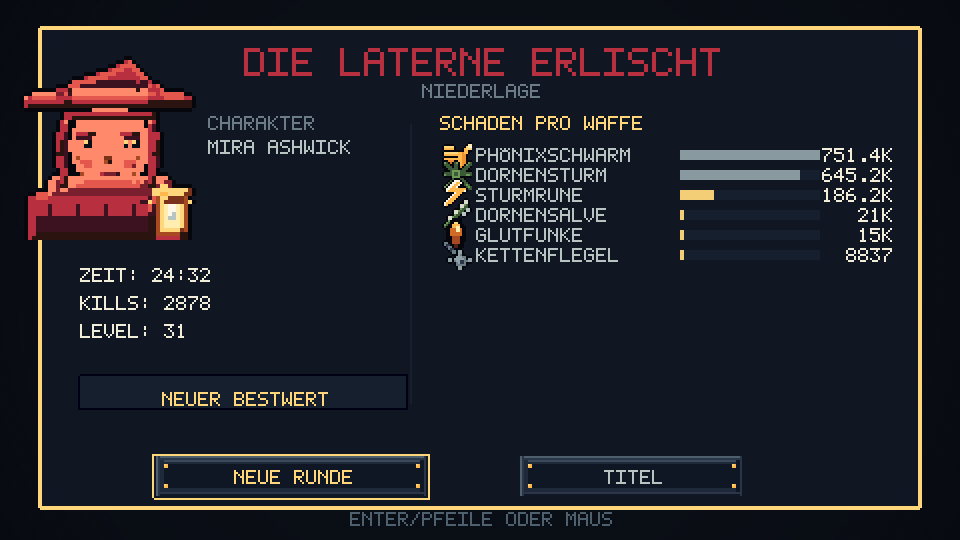 DIE LATERNE ERLISCHT
NIEDERLAGE
CHARAKTER
MIRA ASHWICK
ZEIT: 24:32
KILLS: 2878
LEVEL: 31
NEUER BESTWERT
SCHADEN PRO WAFFE
PHÖNIXSCHWARM 751.4K
DORNENSTURM 645.2K
STURMRUNE 186.2K
DORNENSALVE 21K
GLUTFUNKE 15K
KETTENFLEGEL 8837
NEUE RUNDE
TITEL
ENTER/PFEILE ODER MAUS